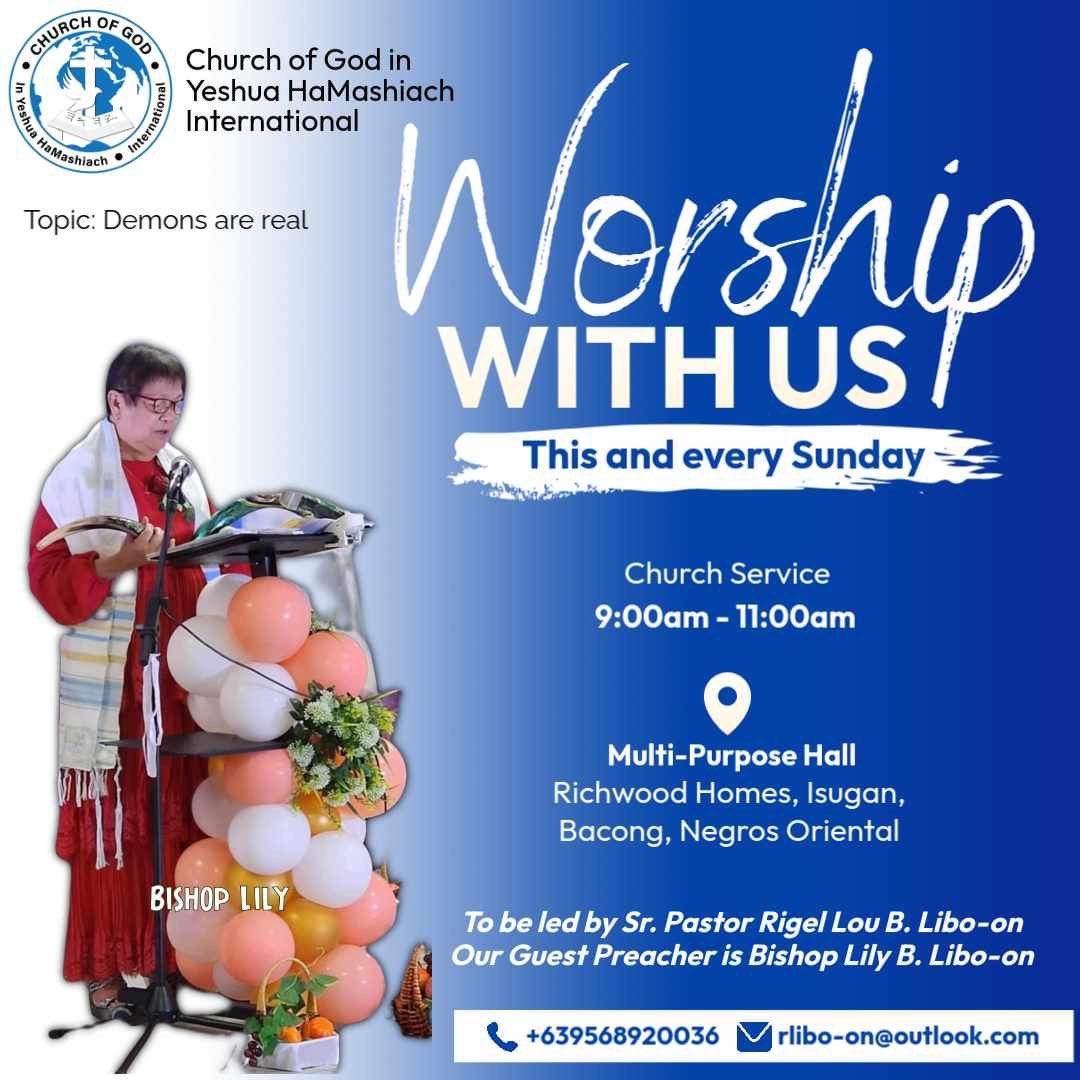 CHURCH OF GOD
In Yeshua HaMashiach International
Church of God in
Yeshua HaMashiach
International
Topic: Demons are real
Worship
WITH US
This and every Sunday
Church Service
9:00am - 11:00am
Multi-Purpose Hall
Richwood Homes, Isugan,
Bacong, Negros Oriental
BISHOP LILY
To be led by Sr. Pastor Rigel Lou B. Libo-on
Our Guest Preacher is Bishop Lily B. Libo-on
+639568920036 rlibo-on@outlook.com